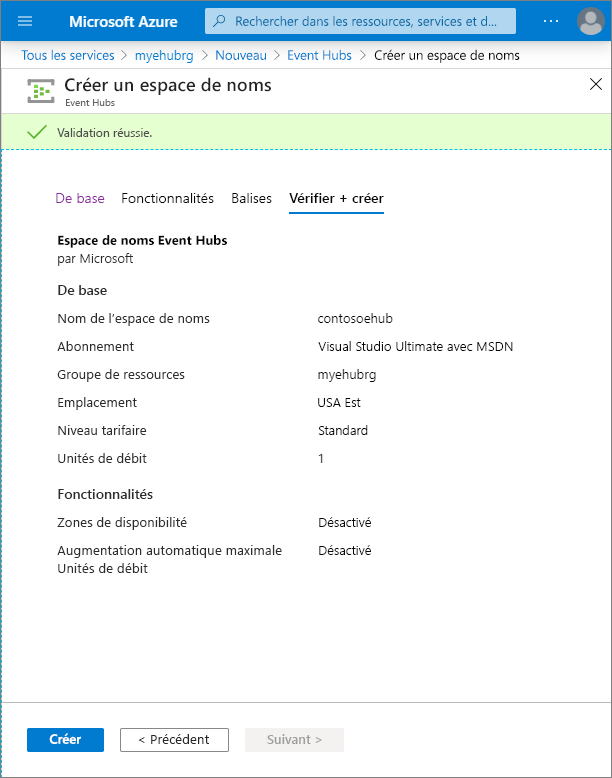 Microsoft Azure
Rechercher dans les ressources, services et d...
Tous les services > myehubrg > Nouveau > Event Hubs > Créer un espace de noms
Créer un espace de noms
Event Hubs
Validation réussie.
De base Fonctionnalités Balises Vérifier + créer
Espace de noms Event Hubs
par Microsoft
De base
Nom de l'espace de noms contosoehub
Abonnement Visual Studio Ultimate avec MSDN
Groupe de ressources myehubrg
Emplacement USA Est
Niveau tarifaire Standard
Unités de débit 1
Fonctionnalités
Zones de disponibilité Désactivé
Augmentation automatique maximale Désactivé
Unités de débit
Créer < Précédent Suivant >